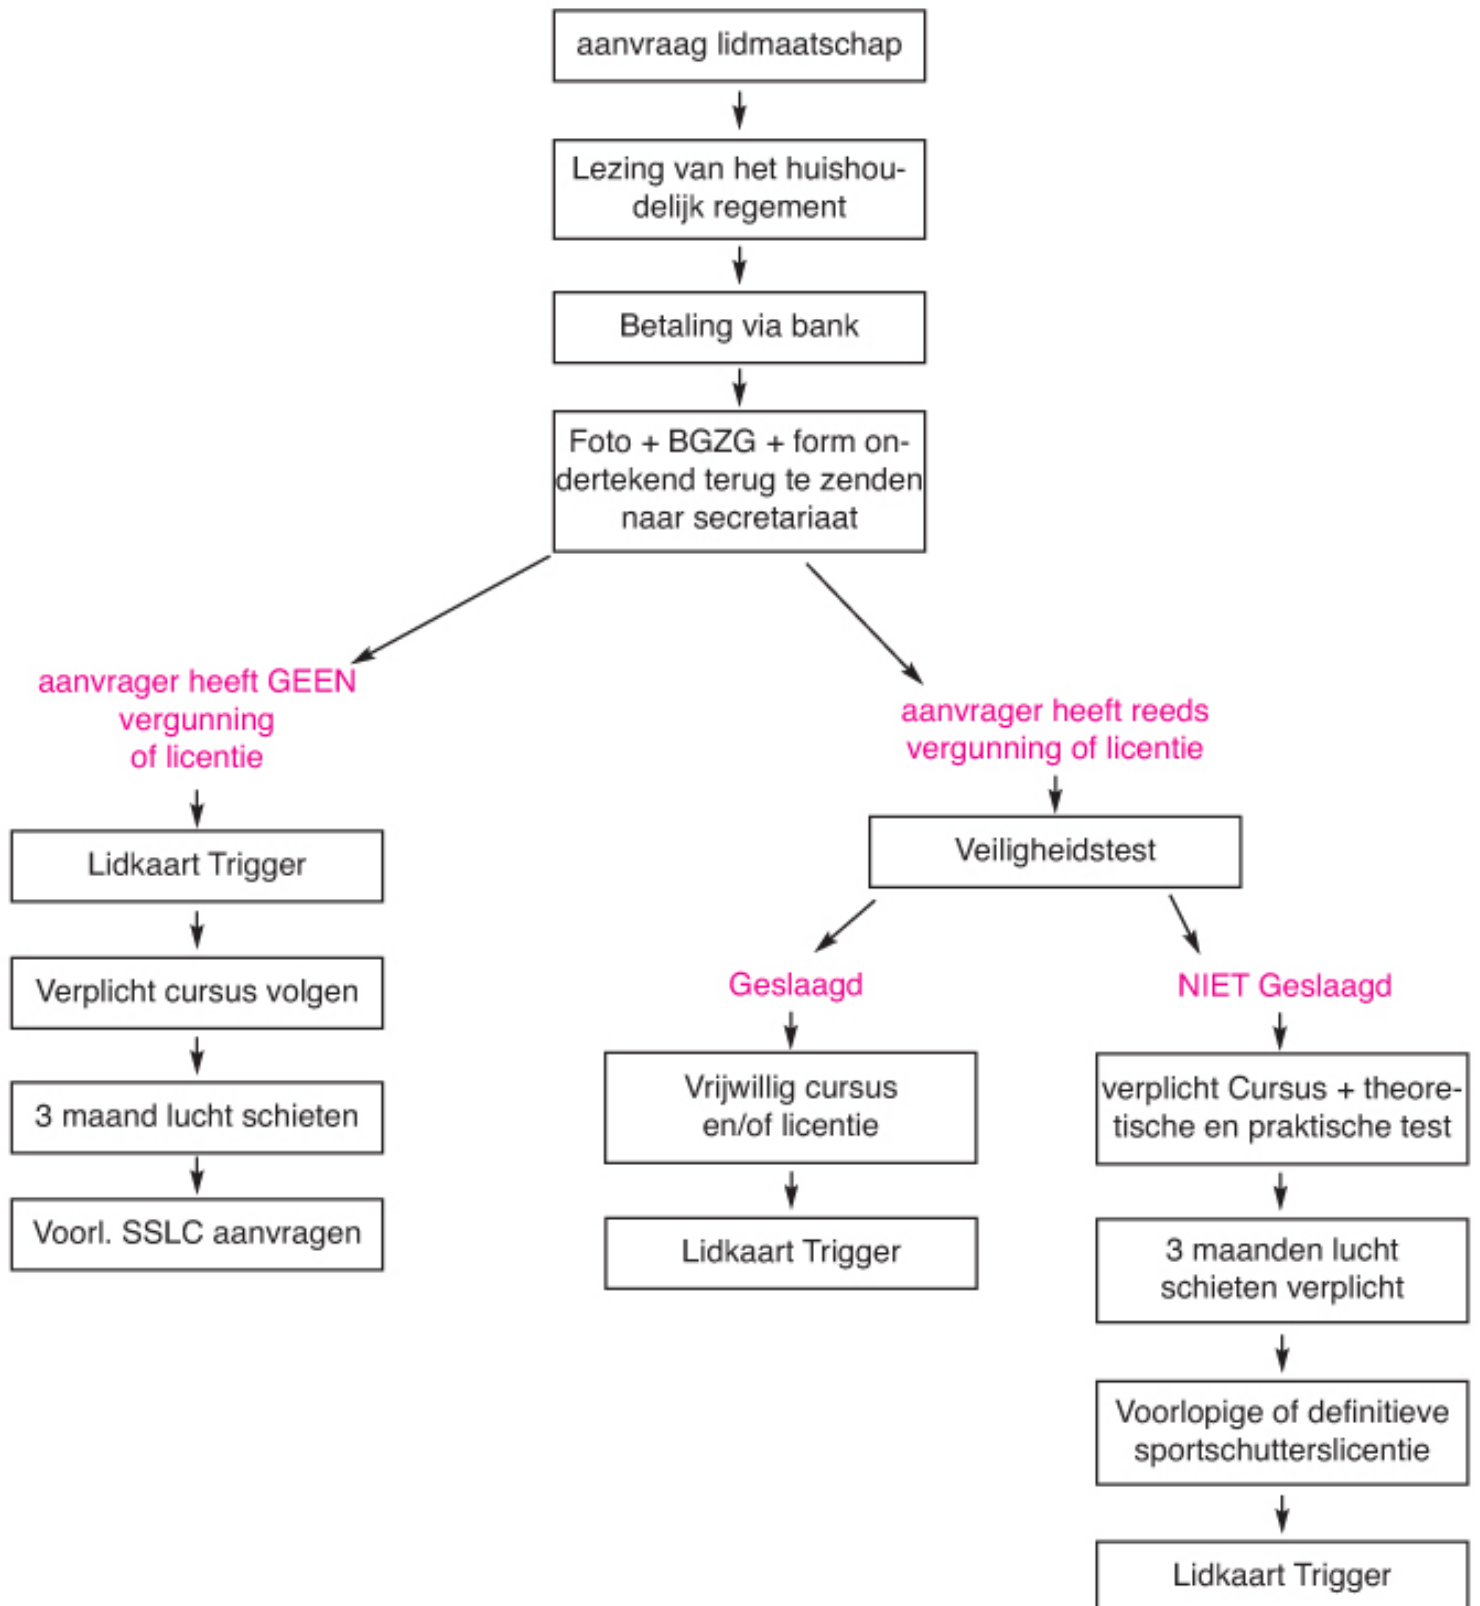 aanvraag lidmaatschap
Lezing van het huishou-
delijk regement
Betaling via bank
Foto + BGZG + form on-
dertekend terug te zenden
naar secretariaat
aanvrager heeft GEEN
vergunning
of licentie
Lidkaart Trigger
Verplicht cursus volgen
3 maand lucht schieten
Voorl. SSLC aanvragen
aanvrager heeft reeds
vergunning of licentie
Veiligheidstest
Geslaagd
Vrijwillig cursus
en/of licentie
Lidkaart Trigger
NIET Geslaagd
verplicht Cursus + theore-
tische en praktische test
3 maanden lucht
schieten verplicht
Voorlopige of definitieve
sportschutterslicentie
Lidkaart Trigger